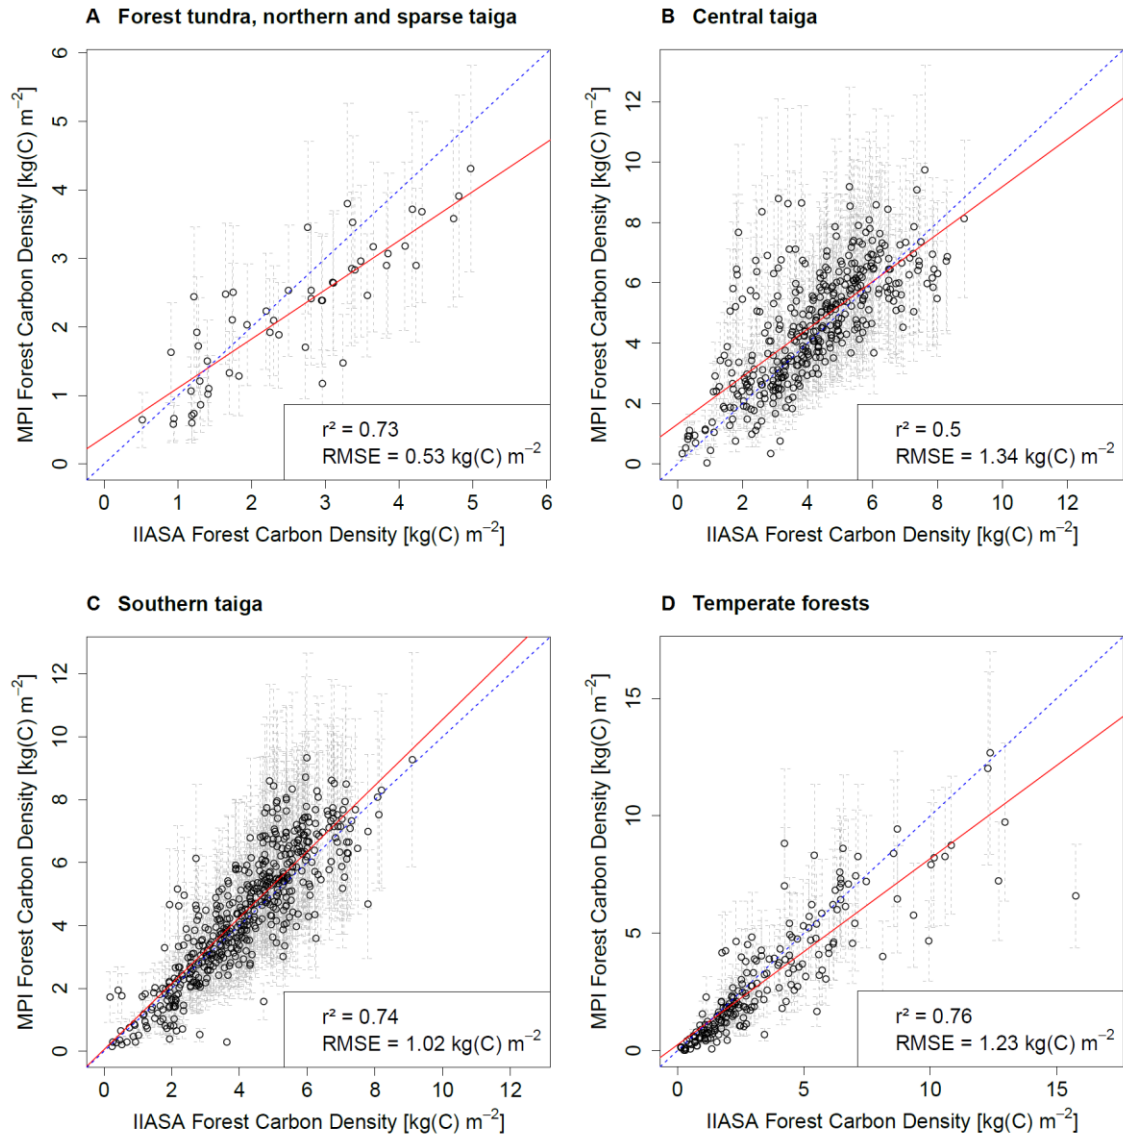 A Forest tundra, northern and sparse taiga
MPI Forest Carbon Density [kg(C) m⁻²]
6
5
4
3
2
1
0
r² = 0.73
RMSE = 0.53 kg(C) m⁻²
0 1 2 3 4 5 6
IIASA Forest Carbon Density [kg(C) m⁻²]
B Central taiga
MPI Forest Carbon Density [kg(C) m⁻²]
12
10
8
6
4
2
0
r² = 0.5
RMSE = 1.34 kg(C) m⁻²
0 2 4 6 8 10 12
IIASA Forest Carbon Density [kg(C) m⁻²]
C Southern taiga
MPI Forest Carbon Density [kg(C) m⁻²]
12
10
8
6
4
2
0
r² = 0.74
RMSE = 1.02 kg(C) m⁻²
0 2 4 6 8 10 12
IIASA Forest Carbon Density [kg(C) m⁻²]
D Temperate forests
MPI Forest Carbon Density [kg(C) m⁻²]
15
10
5
0
r² = 0.76
RMSE = 1.23 kg(C) m⁻²
0 5 10 15
IIASA Forest Carbon Density [kg(C) m⁻²]